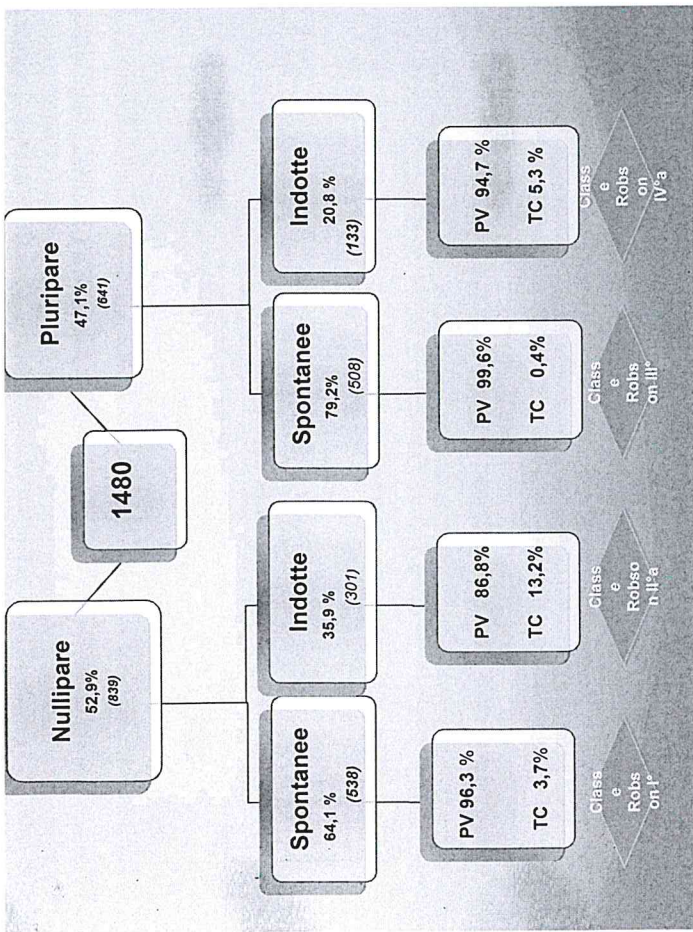 1480
Nullipare
52,9%
(839)
Pluripare
47,1%
(641)
Spontanee
64,1 %
(538)
Indotte
35,9 %
(301)
Spontanee
79,2%
(508)
Indotte
20,8 %
(133)
PV 96,3 %
TC 3,7%
PV 86,8%
TC 13,2%
PV 99,6%
TC 0,4%
PV 94,7 %
TC 5,3 %
Class
e
Robs
on I°
Class
e
Robso
n II°a
Class
e
Robs
on III°
Class
e
Robs
on
IV°a